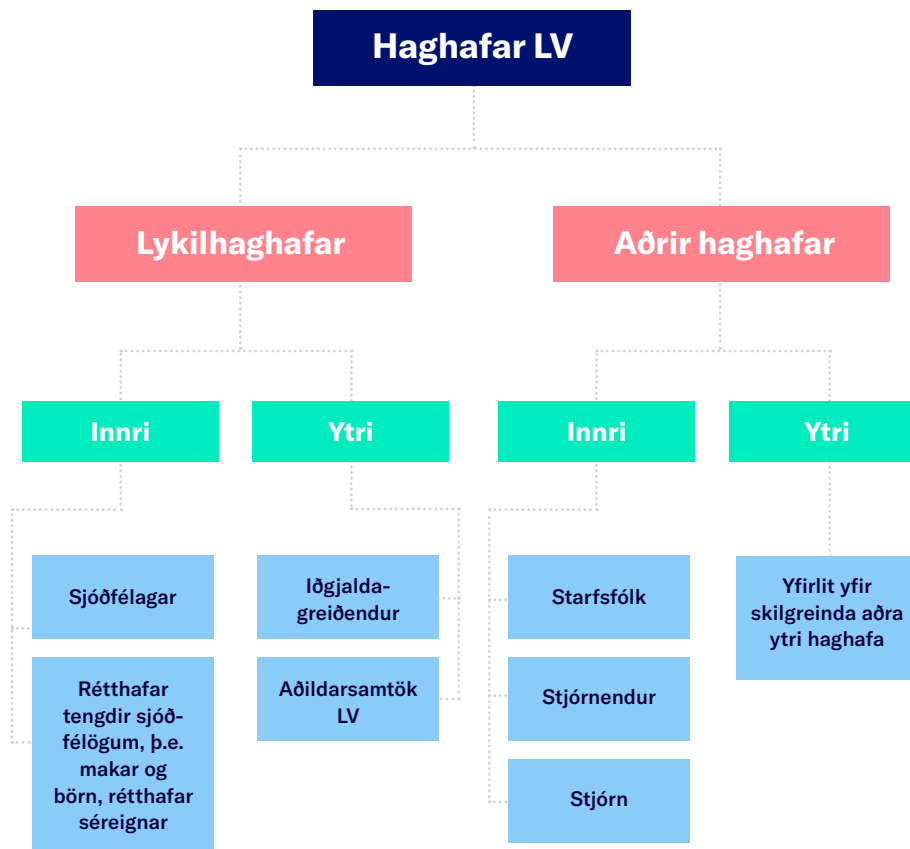 Haghafar LV
Lykilhaghafar
Aðrir haghafar
Innri
Ytri
Innri
Ytri
Sjóðfélagar
Rétthafar
tengdir sjóð-
félögum, þ.e.
makar og
börn, rétthafar
séreignar
Iðgjalda-
greiðendur
Aðildarsamtök
LV
Starfsfólk
Stjórnendur
Stjórn
Yfirlit yfir
skilgreinda aðra
ytri haghafa